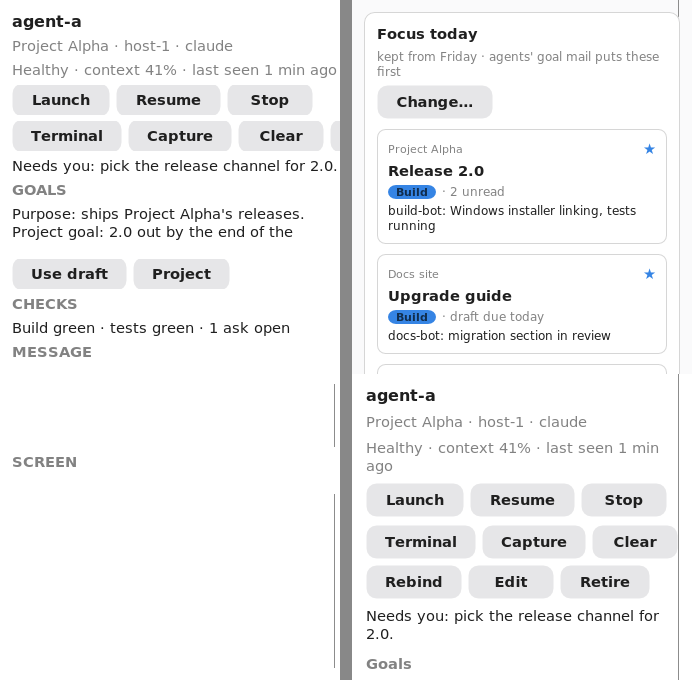 agent-a
Project Alpha · host-1 · claude
Healthy · context 41% · last seen 1 min ago
Launch Resume Stop
Terminal Capture Clear
Needs you: pick the release channel for 2.0.
GOALS
Purpose: ships Project Alpha's releases.
Project goal: 2.0 out by the end of the
Use draft Project
CHECKS
Build green · tests green · 1 ask open
MESSAGE
SCREEN
Focus today
kept from Friday · agents' goal mail puts these
first
Change...
Project Alpha ★
Release 2.0
Build · 2 unread
build-bot: Windows installer linking, tests
running
Docs site ★
Upgrade guide
Build · draft due today
docs-bot: migration section in review
agent-a
Project Alpha · host-1 · claude
Healthy · context 41% · last seen 1 min
ago
Launch Resume Stop
Terminal Capture Clear
Rebind Edit Retire
Needs you: pick the release channel for
2.0.
Goals